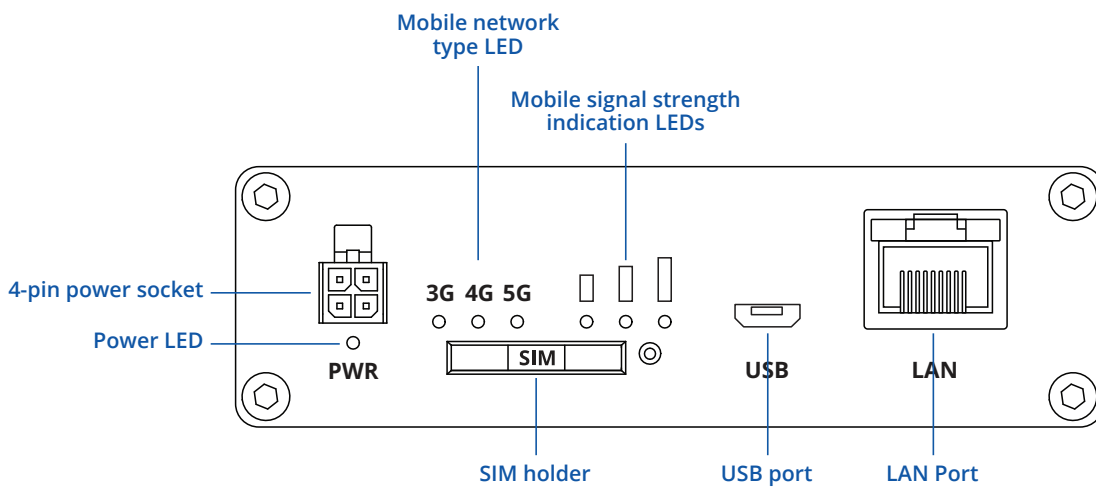 Mobile network
type LED
Mobile signal strength
indication LEDs
4-pin power socket
3G 4G 5G
Power LED
PWR
SIM
USB
LAN
SIM holder
USB port
LAN Port